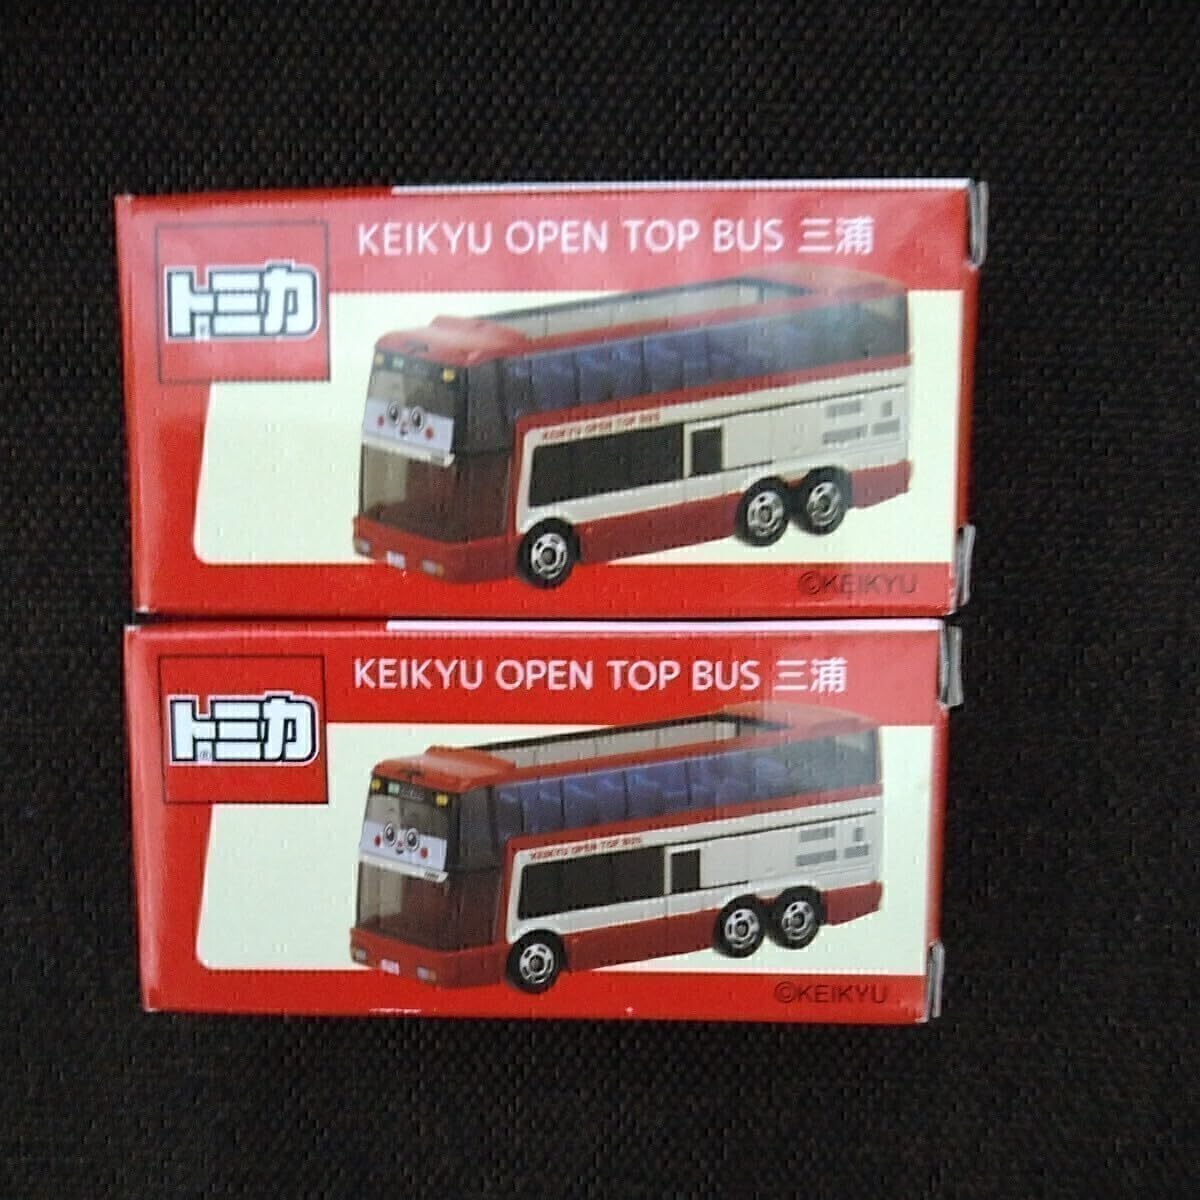 KEIKYU OPEN TOP BUS 三浦
トミカ
KEIKYU OPEN TOP BUS
©KEIKYU
KEIKYU OPEN TOP BUS 三浦
トミカ®
KEIKYU OPEN TOP BUS
©KEIKYU